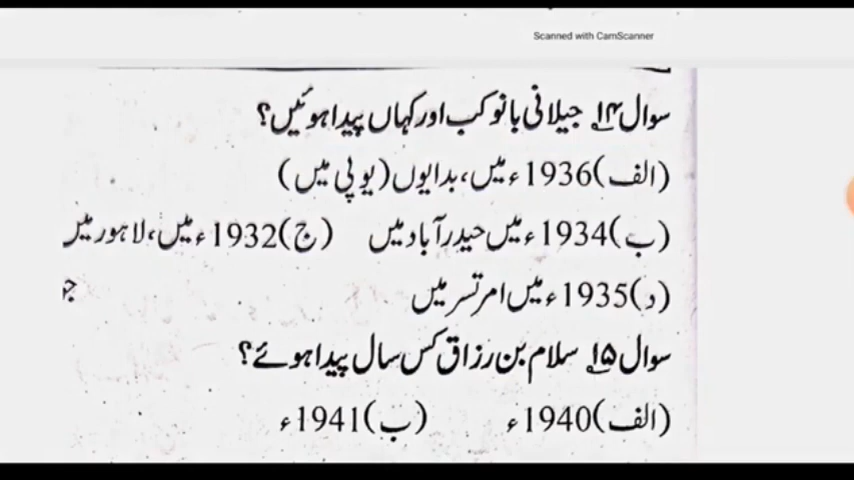 Scanned with CamScanner
سوال ۱۴ جیلانی بانو کب اور کہاں پیدا ہوئیں؟
(الف) 1936ء میں، بدایوں (یو پی میں)
(ب) 1934ء میں حیدرآباد میں (ج) 1932ء میں، لاہور میں
(د) 1935ء میں امرتسر میں
سوال ۱۵ سلام بن رزاق کس سال پیدا ہوئے؟
(الف) 1940ء (ب) 1941ء